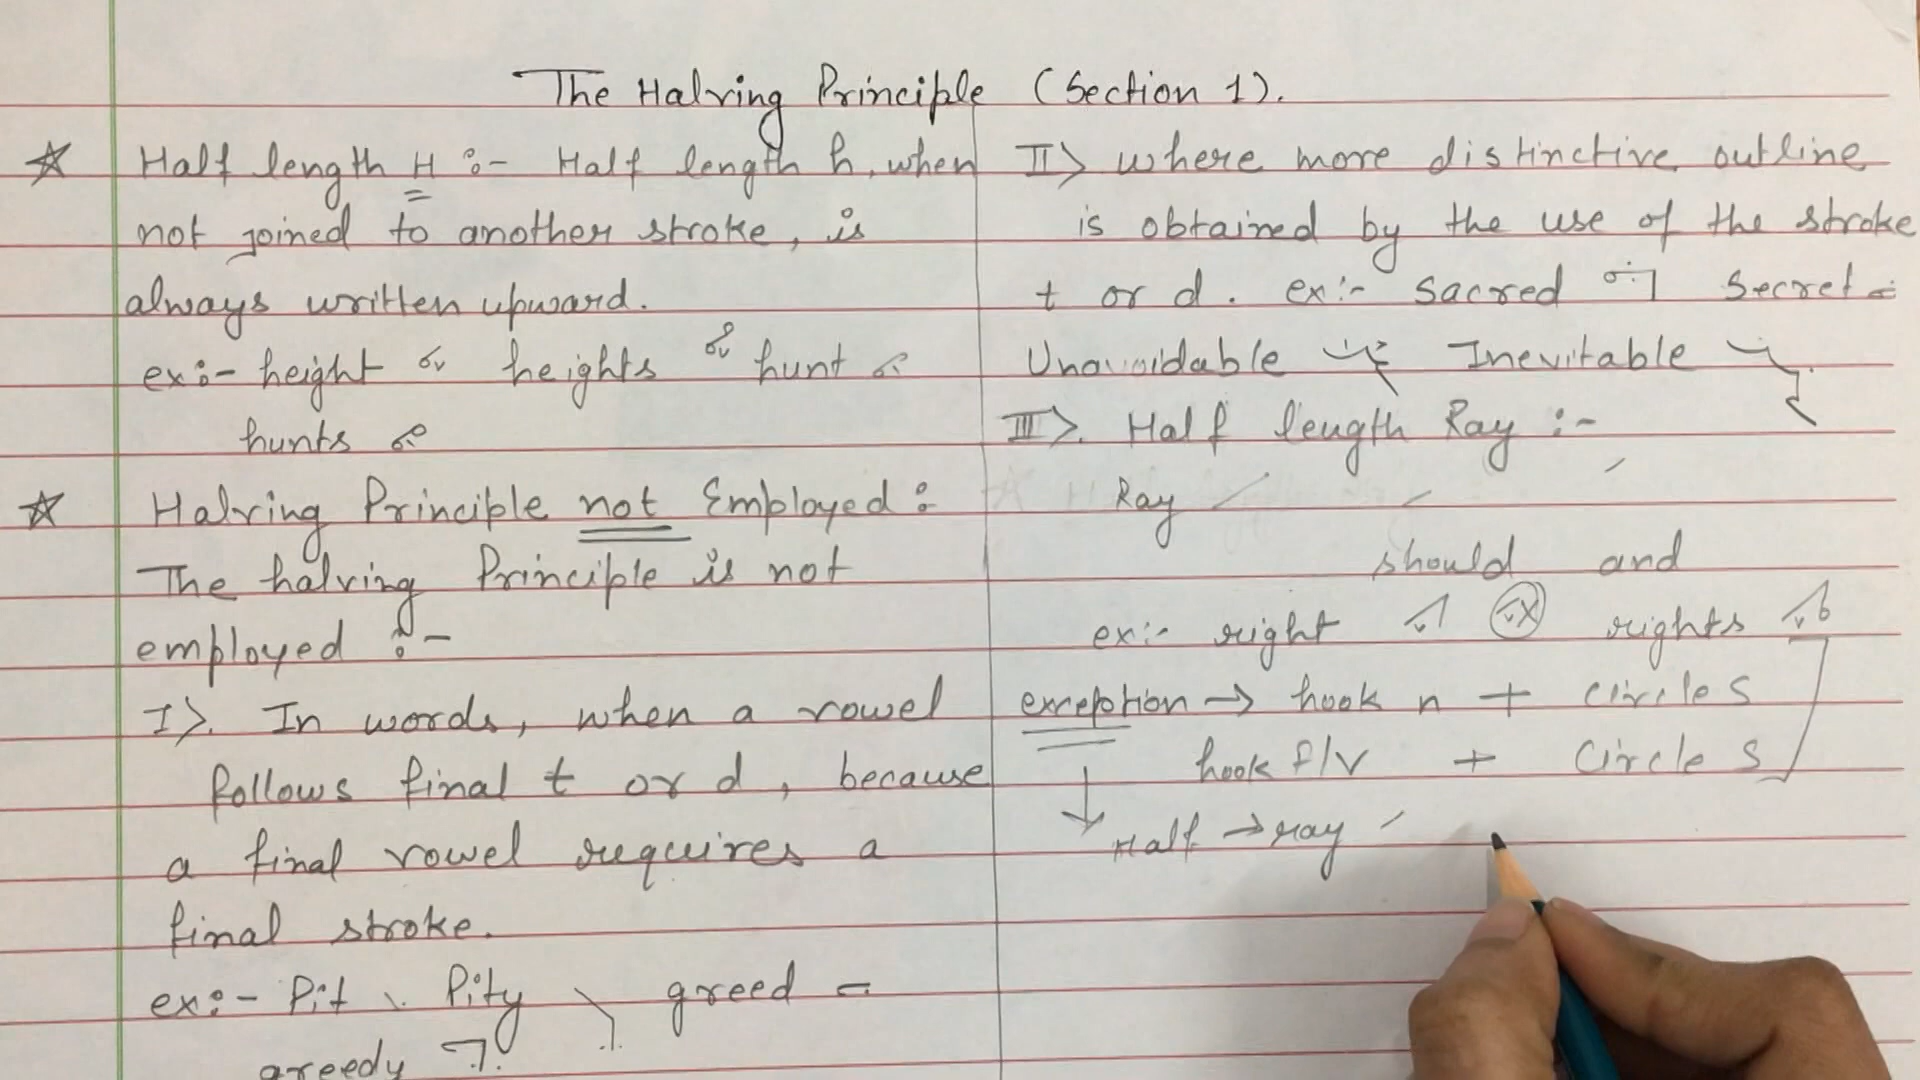 The Halving Principle (Section 1).
Half length H :- Half length h, when
not joined to another stroke, is
always written upward.
ex:- height heights hunt
hunts
Halving Principle not Employed :
The halving Principle is not
employed :-
I>. In words, when a vowel
follows final t or d, because
a final vowel requires a
final stroke.
ex:- Pit Pity greed
greedy
II> where more distinctive outline
is obtained by the use of the stroke
t or d. ex:- Sacred Secret
Unavoidable Inevitable
III>. Half length Ray :-
Ray
should and
ex:- right rights
exception → hook n + circle S
hook f/v + Circle S
Half → ray